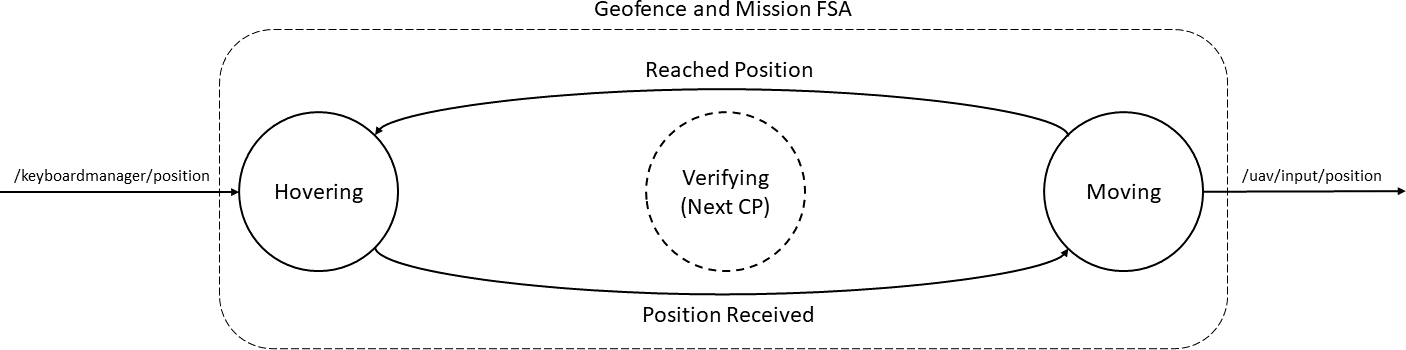 Geofence and Mission FSA
Reached Position
/keyboardmanager/position
Hovering
Verifying
(Next CP)
Moving
/uav/input/position
Position Received